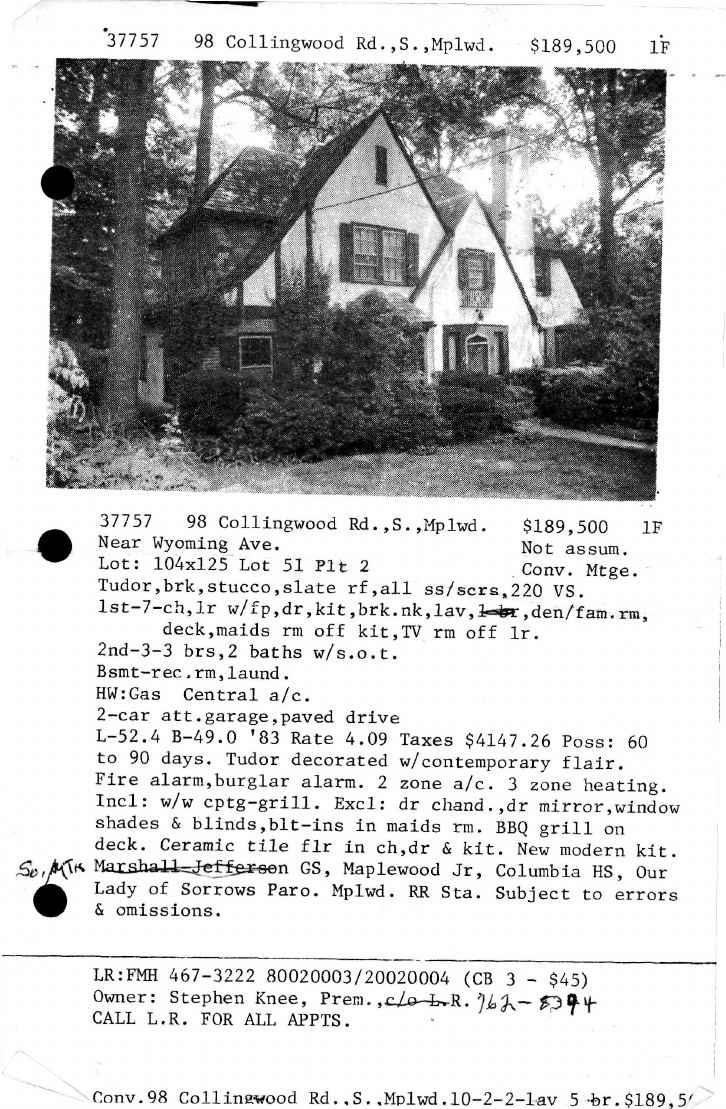 37757 98 Collingwood Rd.,S.,Mplwd. $189,500 1F
37757 98 Collingwood Rd.,S.,Mplwd. $189,500 1F
Near Wyoming Ave. Not assum.
Lot: 104x125 Lot 51 Plt 2 Conv. Mtge.
Tudor,brk,stucco,slate rf,all ss/scrs,220 VS.
1st-7-ch,lr w/fp,dr,kit,brk.nk,lav,1-br,den/fam.rm,
deck,maids rm off kit,TV rm off lr.
2nd-3-3 brs,2 baths w/s.o.t.
Bsmt-rec.rm,laund.
HW:Gas Central a/c.
2-car att.garage,paved drive
L-52.4 B-49.0 '83 Rate 4.09 Taxes $4147.26 Poss: 60
to 90 days. Tudor decorated w/contemporary flair.
Fire alarm,burglar alarm. 2 zone a/c. 3 zone heating.
Incl: w/w cptg-grill. Excl: dr chand.,dr mirror,window
shades & blinds,blt-ins in maids rm. BBQ grill on
deck. Ceramic tile flr in ch,dr & kit. New modern kit.
So. Mtn Marshall-Jefferson GS, Maplewood Jr, Columbia HS, Our
Lady of Sorrows Paro. Mplwd. RR Sta. Subject to errors
& omissions.
LR:FMH 467-3222 80020003/20020004 (CB 3 - $45)
Owner: Stephen Knee, Prem.,c/o L.R. 762-8394
CALL L.R. FOR ALL APPTS.
Conv.98 Collingwood Rd.,S.,Mplwd.10-2-2-lav 5 br.$189,5